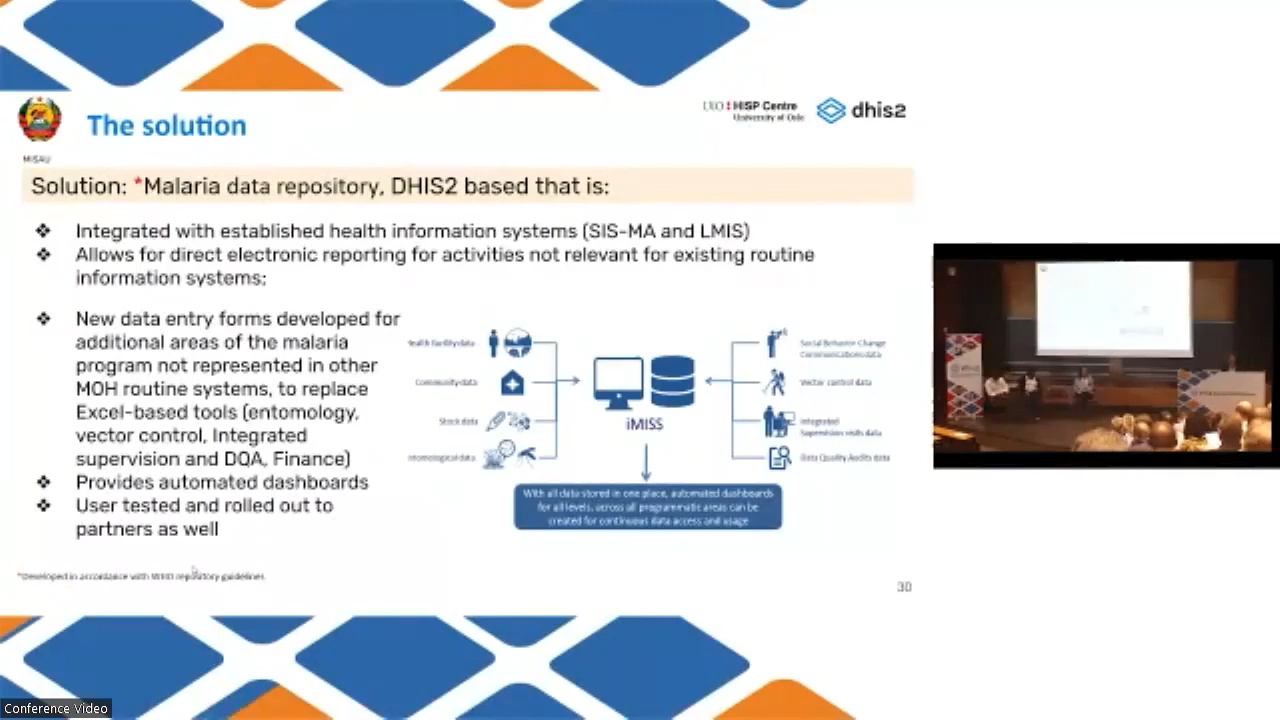 The solution
UiO : HISP Centre
University of Oslo
dhis2
MISAU
Solution: *Malaria data repository, DHIS2 based that is:
❖ Integrated with established health information systems (SIS-MA and LMIS)
❖ Allows for direct electronic reporting for activities not relevant for existing routine
information systems;
❖ New data entry forms developed for
additional areas of the malaria
program not represented in other
MOH routine systems, to replace
Excel-based tools (entomology,
vector control, Integrated
supervision and DQA, Finance)
❖ Provides automated dashboards
❖ User tested and rolled out to
partners as well
ealth facility data
Community data
Stock data
ntomological data
iMISS
Social Behavior Change
Communications data
Vector control data
Integrated
Supervision visits data
Data Quality Audits data
With all data stored in one place, automated dashboards
for all levels, across all programmatic areas can be
created for continuous data access and usage
*Developed in accordance with WHO repository guidelines
30
Conference Video